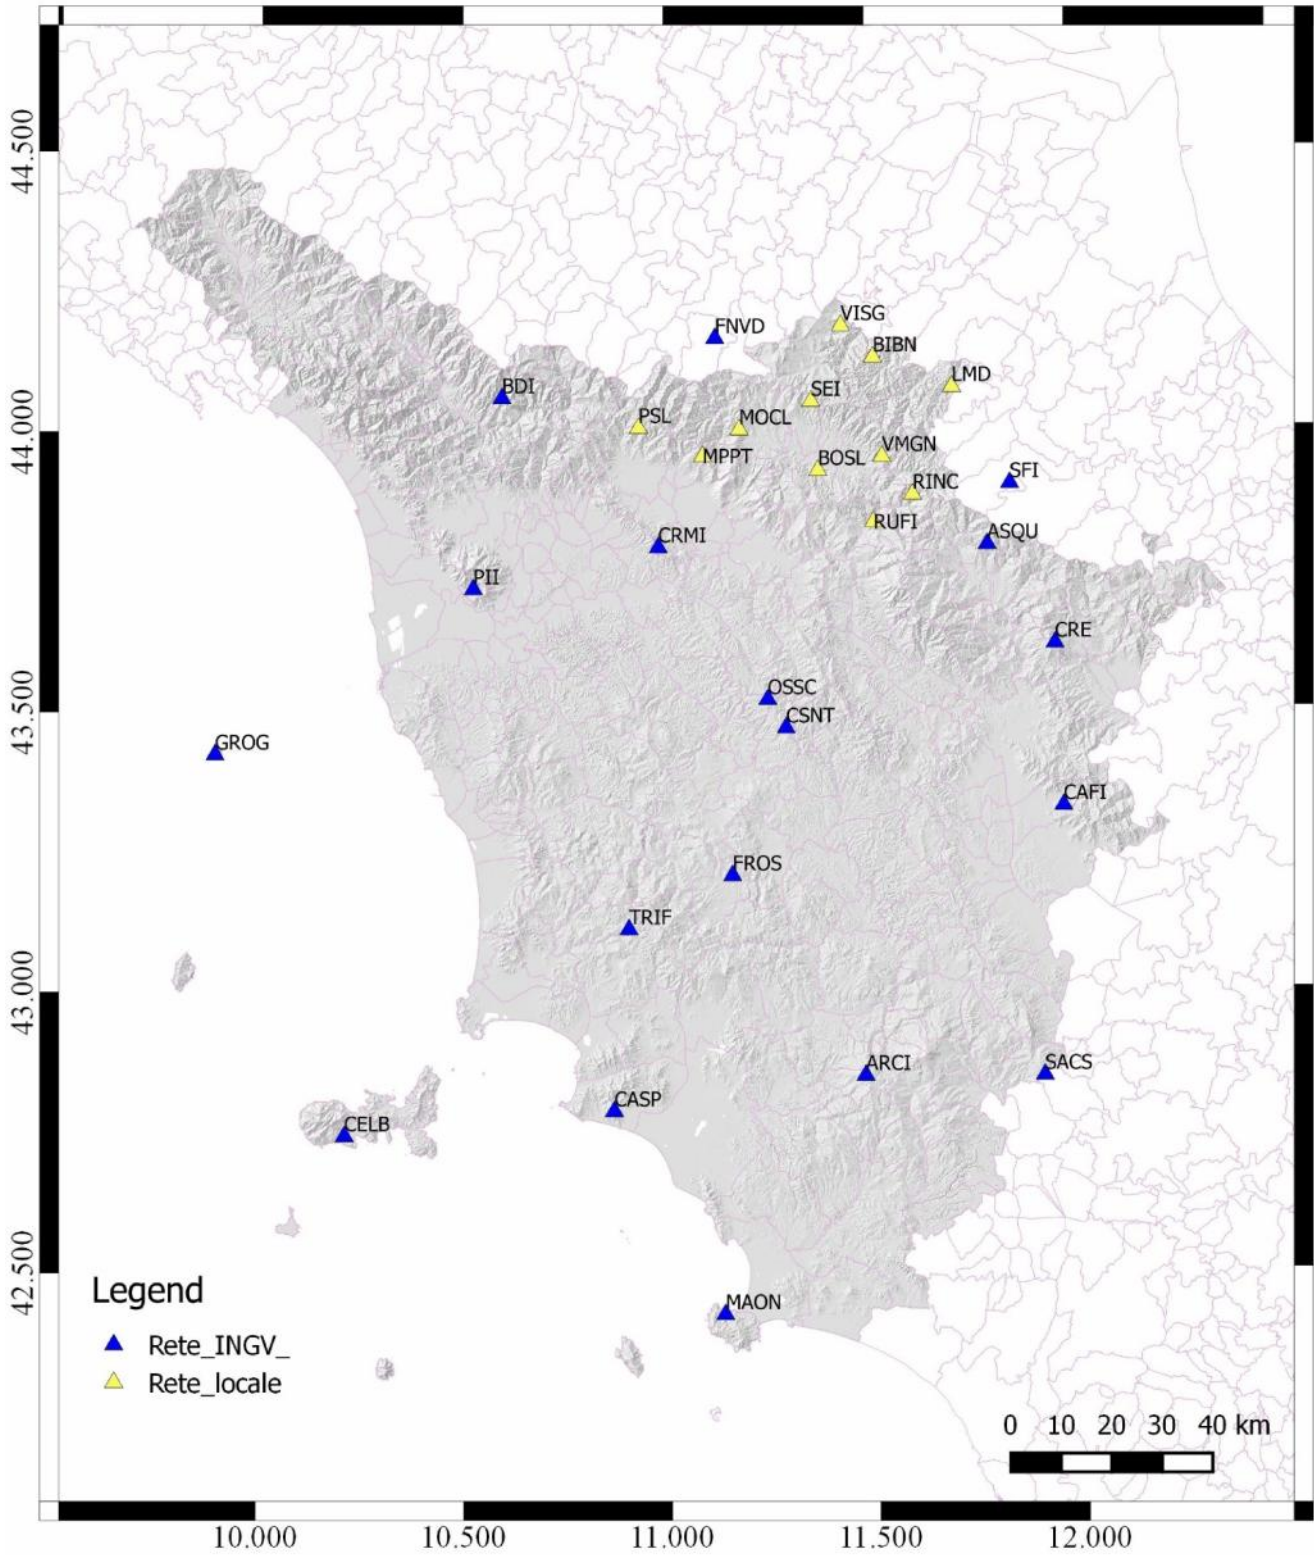 44.500
44.000
43.500
43.000
42.500
VISG
FNVD
BIBN
LMD
BDI
SEI
PSL
MOCL
VMGN
MPPT
BOSL
SFI
RINC
RUFI
ASQU
CRMI
PII
CRE
OSSC
CSNT
GROG
CAFI
FROS
TRIF
ARCI
SACS
CASP
CELB
MAON
Legend
Rete_INGV_
Rete_locale
0 10 20 30 40 km
10.000 10.500 11.000 11.500 12.000